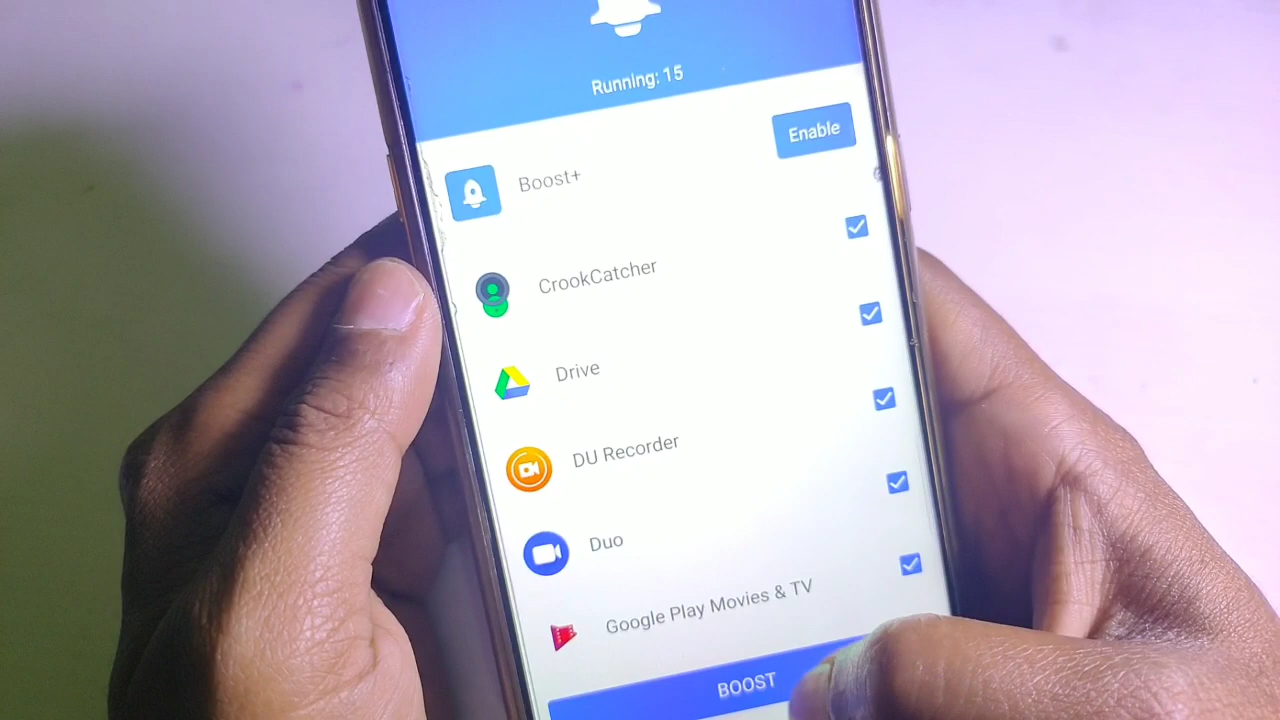 Running: 15
Enable
Boost+
CrookCatcher
Drive
DU Recorder
Duo
Google Play Movies & TV
BOOST